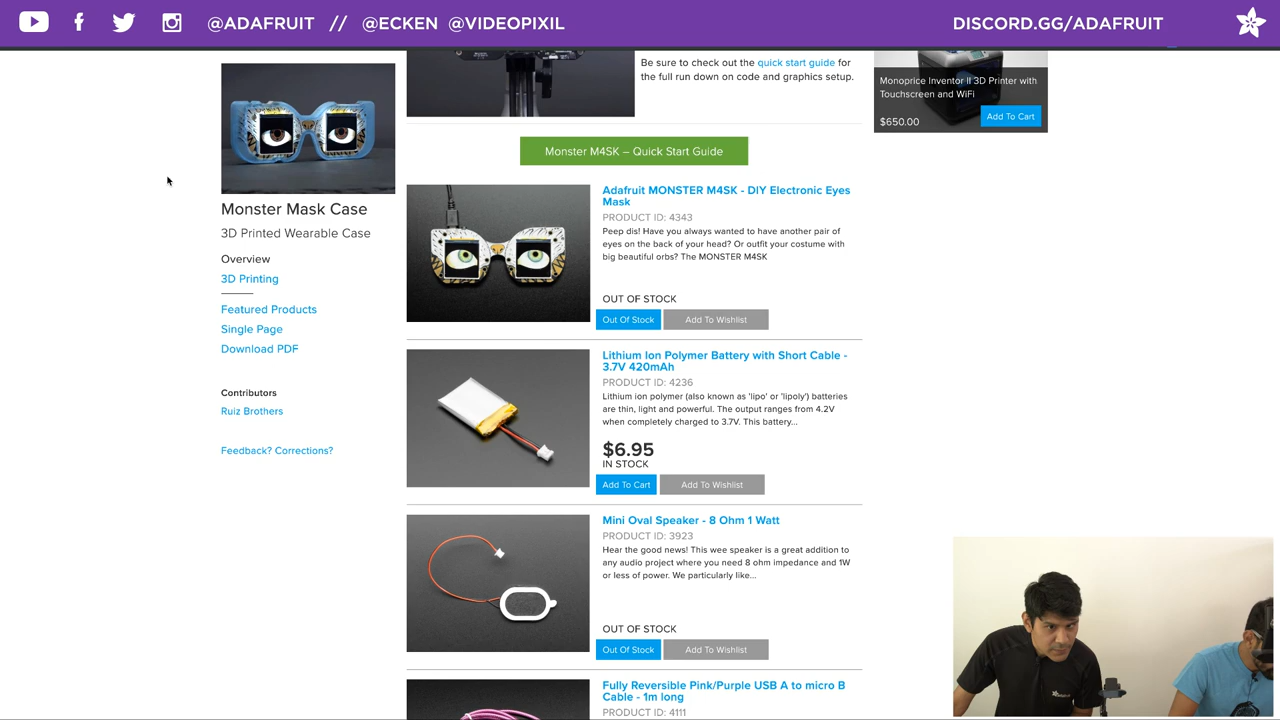 @ADAFRUIT // @ECKEN @VIDEOPIXIL
DISCORD.GG/ADAFRUIT
Monster Mask Case
3D Printed Wearable Case
Overview
3D Printing
Featured Products
Single Page
Download PDF
Contributors
Ruiz Brothers
Feedback? Corrections?
Be sure to check out the quick start guide for
the full run down on code and graphics setup.
Monster M4SK – Quick Start Guide
Adafruit MONSTER M4SK - DIY Electronic Eyes
Mask
PRODUCT ID: 4343
Peep dis! Have you always wanted to have another pair of
eyes on the back of your head? Or outfit your costume with
big beautiful orbs? The MONSTER M4SK
OUT OF STOCK
Out Of Stock
Add To Wishlist
Lithium Ion Polymer Battery with Short Cable -
3.7V 420mAh
PRODUCT ID: 4236
Lithium ion polymer (also known as 'lipo' or 'lipoly') batteries
are thin, light and powerful. The output ranges from 4.2V
when completely charged to 3.7V. This battery...
$6.95
IN STOCK
Add To Cart
Add To Wishlist
Mini Oval Speaker - 8 Ohm 1 Watt
PRODUCT ID: 3923
Hear the good news! This wee speaker is a great addition to
any audio project where you need 8 ohm impedance and 1W
or less of power. We particularly like...
OUT OF STOCK
Out Of Stock
Add To Wishlist
Fully Reversible Pink/Purple USB A to micro B
Cable - 1m long
PRODUCT ID: 4111
Monoprice Inventor II 3D Printer with
Touchscreen and WiFi
$650.00
Add To Cart